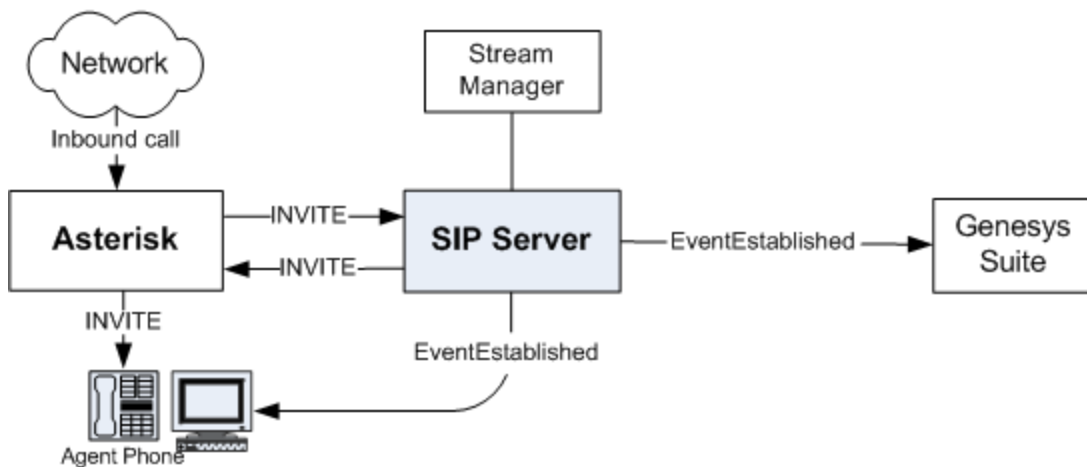 Network
Stream
Manager
Inbound call
Asterisk
INVITE
INVITE
SIP Server
EventEstablished
Genesys
Suite
INVITE
EventEstablished
Agent Phone